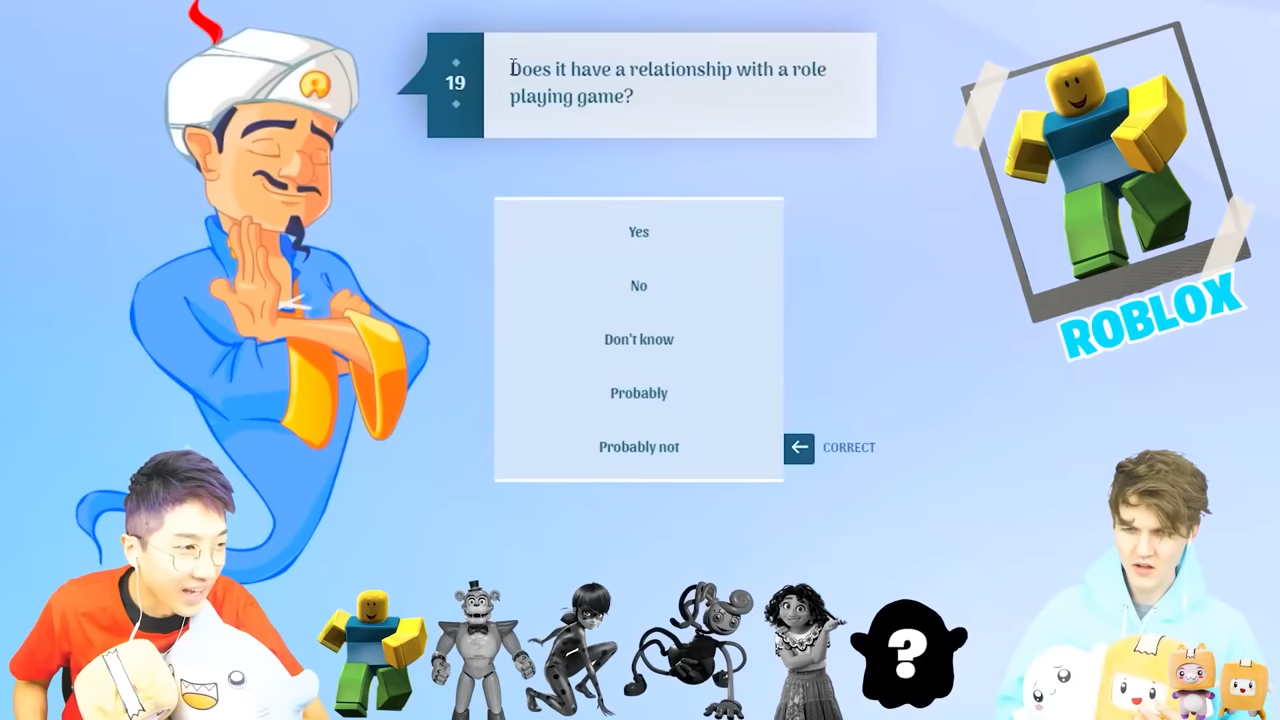 19
Does it have a relationship with a role
playing game?
Yes
No
Don't know
Probably
Probably not
CORRECT
ROBLOX
?